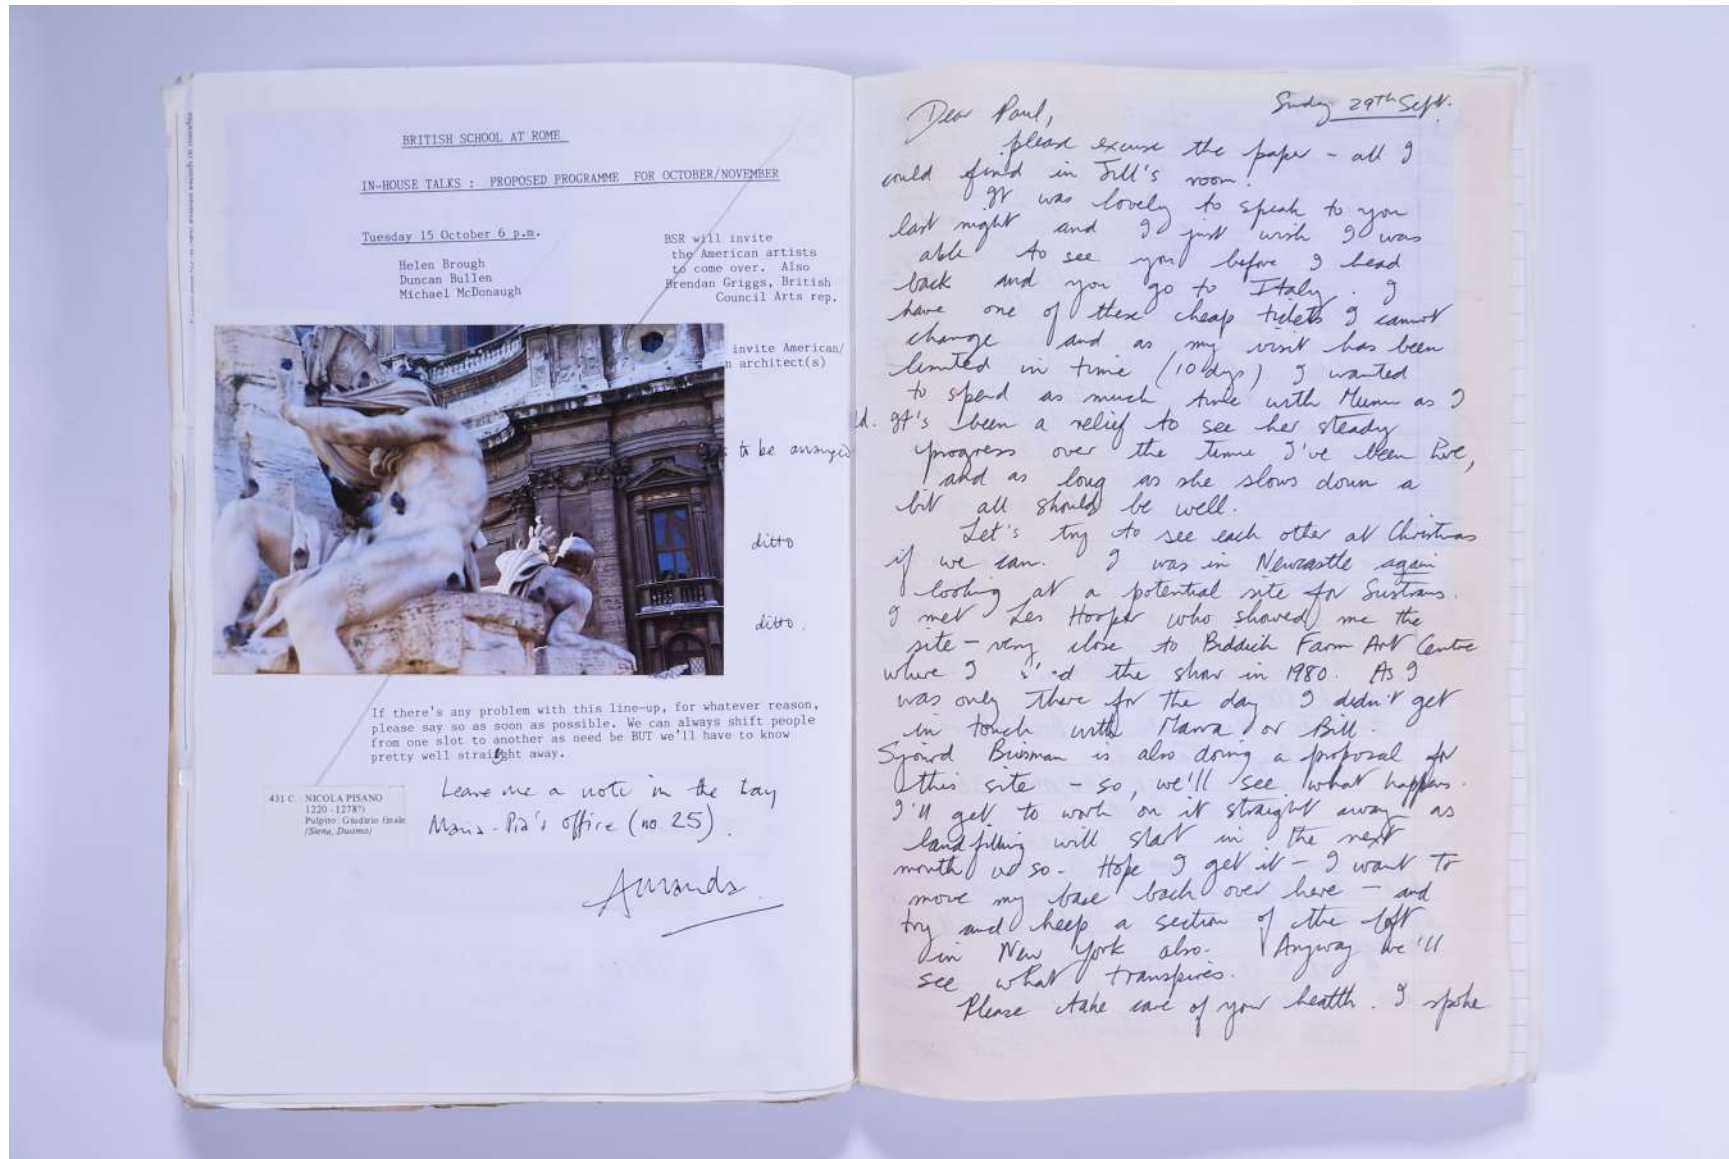 BRITISH SCHOOL AT ROME
IN-HOUSE TALKS : PROPOSED PROGRAMME FOR OCTOBER/NOVEMBER
Tuesday 15 October 6 p.m.
Helen Brough
Duncan Bullen
Michael McDonaugh
BSR will invite
the American artists
to come over. Also
Brendan Griggs, British
Council Arts rep.
invite American/
architect(s)
to be arranged
ditto
ditto.
If there's any problem with this line-up, for whatever reason,
please say so as soon as possible. We can always shift people
from one slot to another as need be BUT we'll have to know
pretty well straight away.
431 C - NICOLA PISANO
1220 - 1278?)
Pulpito: Giudizio finale
(Siena, Duomo)
Leave me a note in the tray
Maria-Pia's office (no. 25).
Amanda
Sunday 29TH Sept.
Dear Paul,
please excuse the paper - all I
could find in Jill's room.
It was lovely to speak to you
last night and I just wish I was
able to see you before I head
back and you go to Italy. I
have one of these cheap tickets I cannot
change and as my visit has been
limited in time (10 days) I wanted
to spend as much time with Mum as I
It's been a relief to see her steady
progress over the time I've been here,
and as long as she slows down a
bit all should be well.
Let's try to see each other at Christmas
if we can. I was in Newcastle again
looking at a potential site for Sustrans.
I met Les Hooper who showed me the
site - very close to Biddick Farm Art Centre
where I the show in 1980. As I
was only there for the day I didn't get
in touch with or Bill.
Sjoerd Buisman is also doing a proposal for
this site - so, we'll see what happens.
I'll get to work on it straight away as
landfilling will start in the next
month or so. Hope I get it - I want to
move my base back over here - and
try and keep a section of the loft
in New York also. Anyway we'll
see what transpires.
Please take care of your health. I spoke